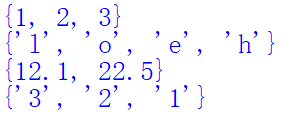 {1, 2, 3}
{'l', 'o', 'e', 'h'}
{12.1, 22.5}
{'3', '2', '1'}